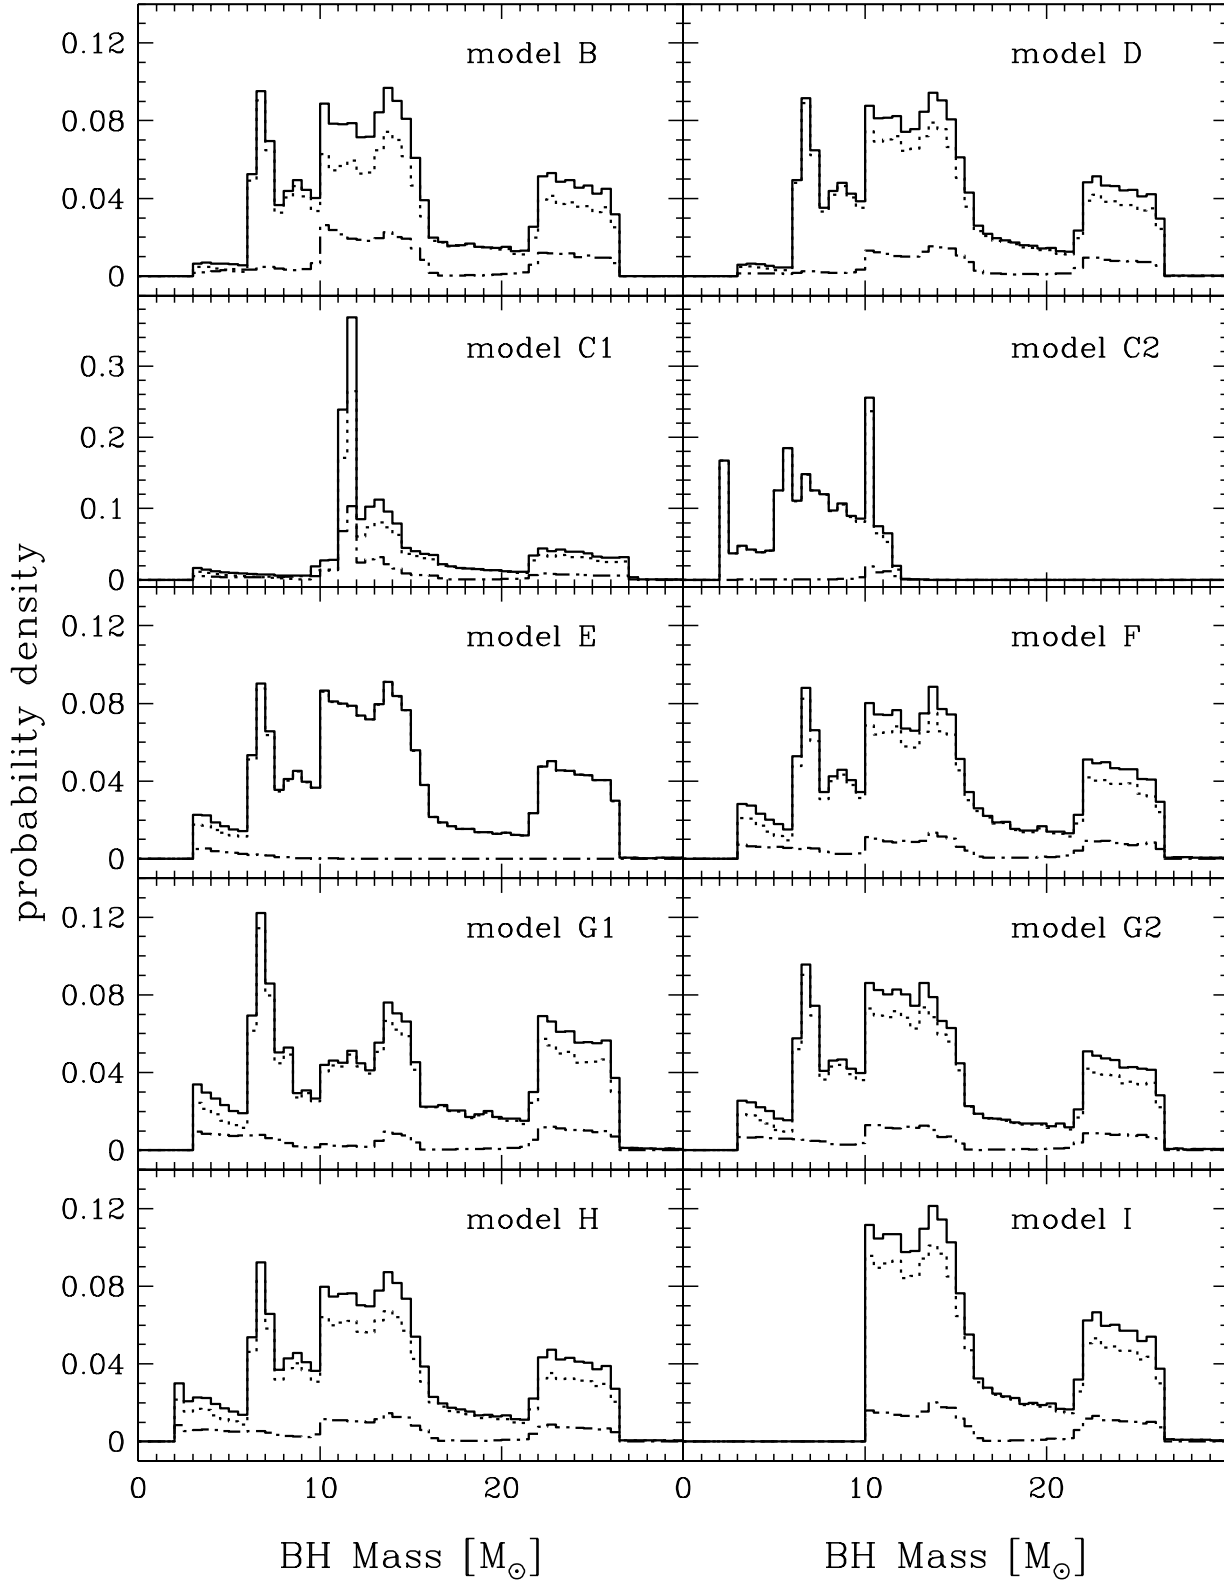 probability density
0.12
0.08
0.04
0
model B
model D
0.3
0.2
0.1
0
model C1
model C2
0.12
0.08
0.04
0
model E
model F
0.12
0.08
0.04
0
model G1
model G2
0.12
0.08
0.04
0
model H
model I
0 10 20 0 10 20
BH Mass [M☉] BH Mass [M☉]